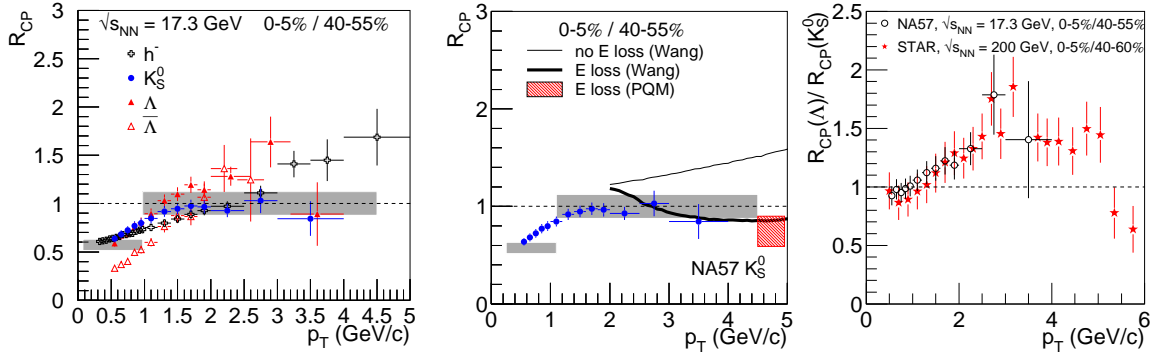 R_CP
√s_NN = 17.3 GeV 0-5% / 40-55%
h⁻
K⁰_S
Λ
Λ̅
3
2.5
2
1.5
1
0.5
0
0 0.5 1 1.5 2 2.5 3 3.5 4 4.5 5
p_T (GeV/c)
R_CP
0-5% / 40-55%
no E loss (Wang)
E loss (Wang)
E loss (PQM)
NA57 K⁰_S
3
2
1
0
0 1 2 3 4 5
p_T (GeV/c)
R_CP(Λ)/ R_CP(K⁰_S)
NA57, √s_NN = 17.3 GeV, 0-5%/40-55%
STAR, √s_NN = 200 GeV, 0-5%/40-60%
2.5
2.0
1.5
1.0
0.5
0
0 2 4 6
p_T (GeV/c)